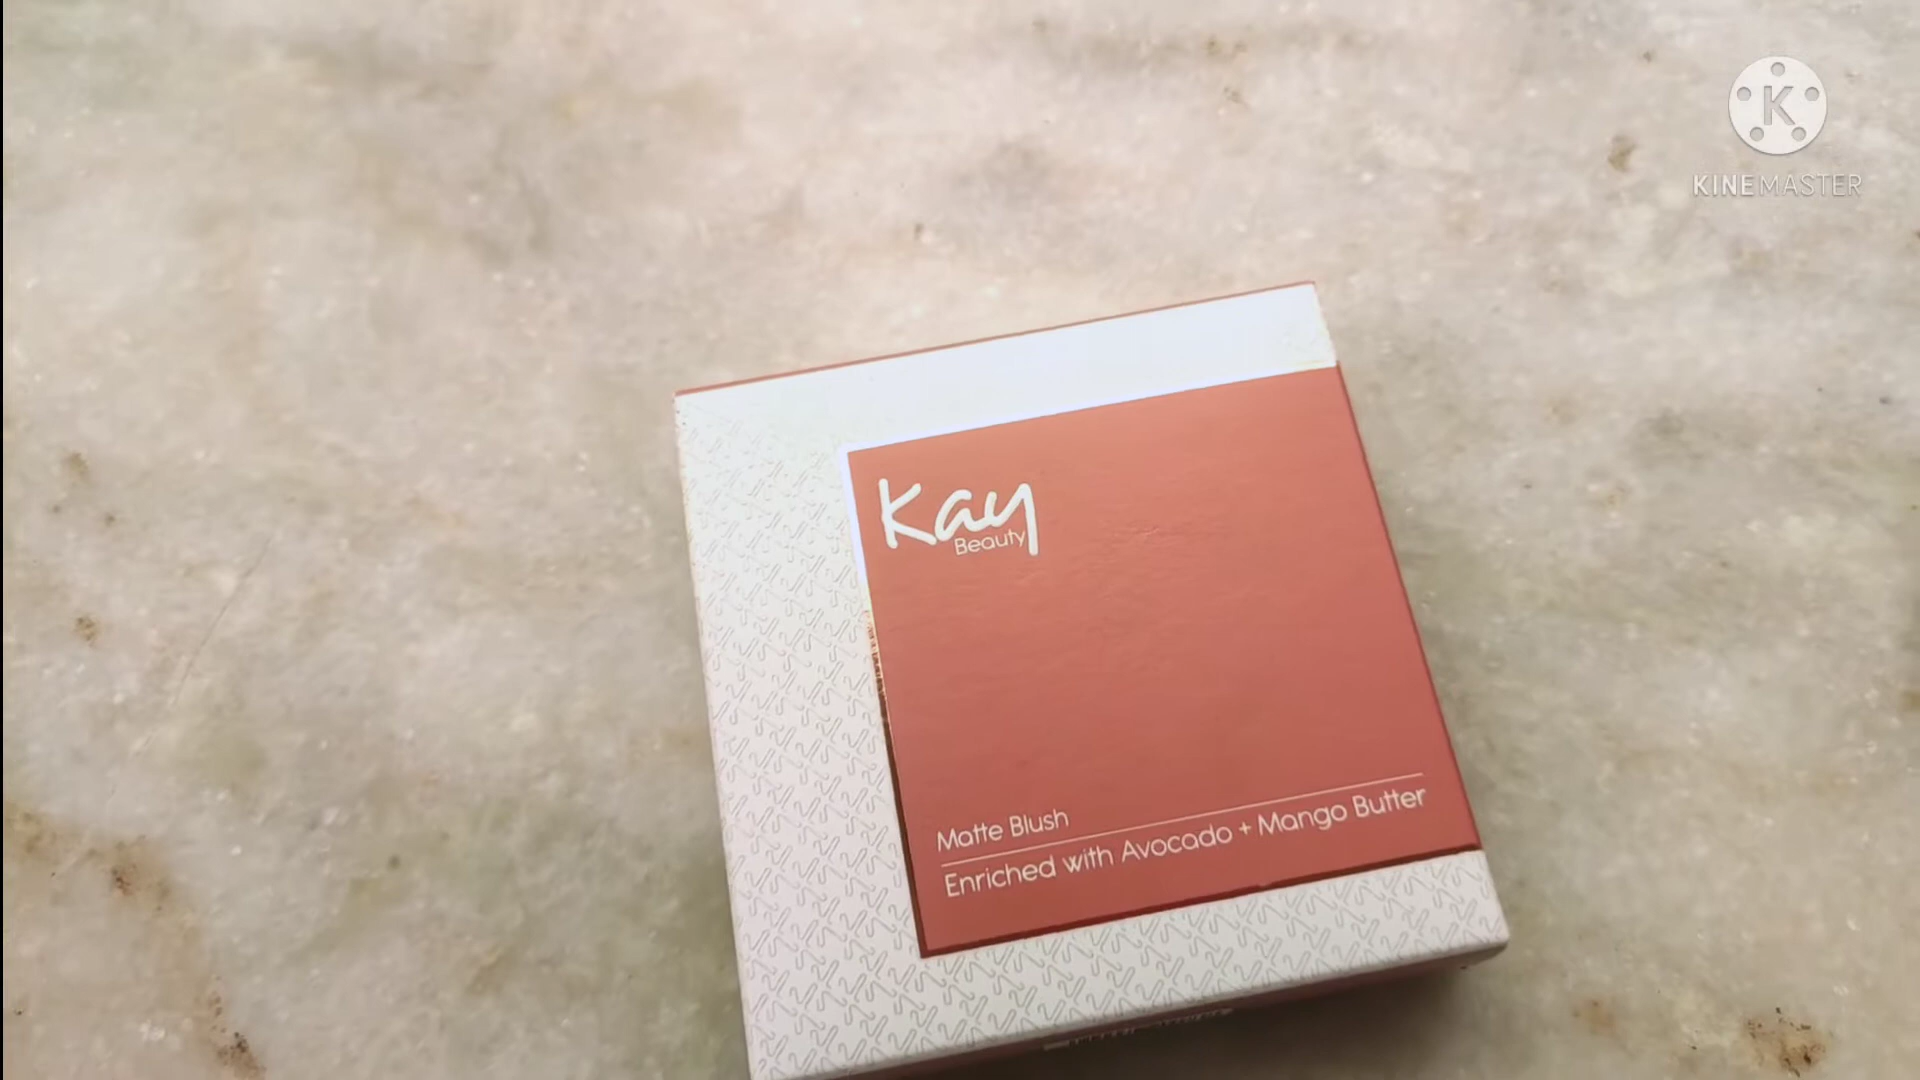 K
KINEMASTER
Kay
Beauty
Matte Blush
Enriched with Avocado + Mango Butter